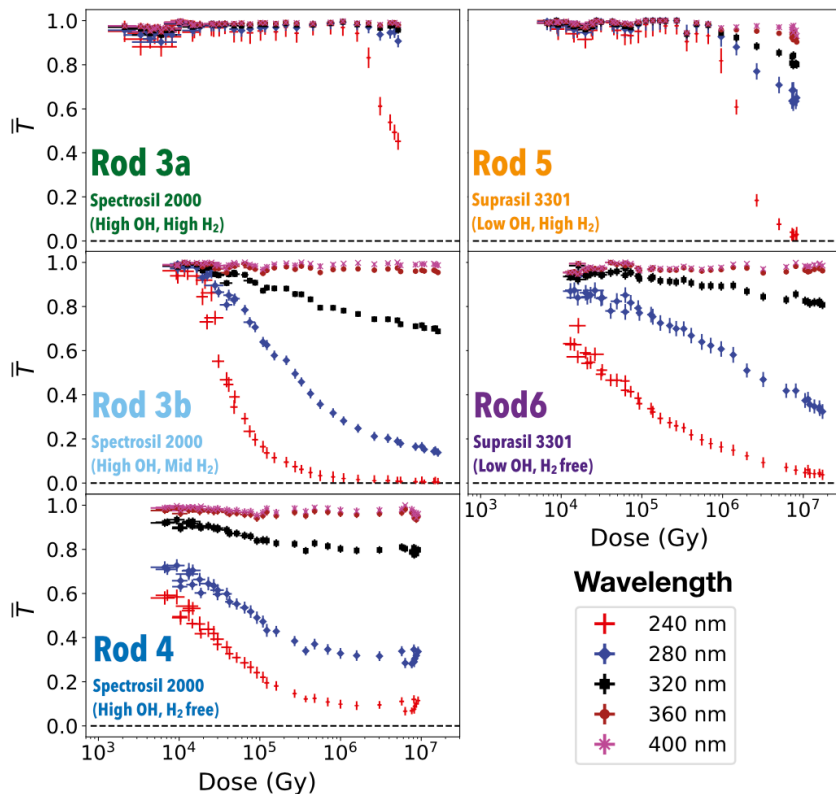 1.0
0.8
0.6
0.4
0.2
0.0
T
Rod 3a
Spectrosil 2000
(High OH, High H₂)
Rod 5
Suprasil 3301
(Low OH, High H₂)
1.0
0.8
0.6
0.4
0.2
0.0
T
Rod 3b
Spectrosil 2000
(High OH, Mid H₂)
Rod6
Suprasil 3301
(Low OH, H₂ free)
10³ 10⁴ 10⁵ 10⁶ 10⁷
Dose (Gy)
1.0
0.8
0.6
0.4
0.2
0.0
T
Rod 4
Spectrosil 2000
(High OH, H₂ free)
10³ 10⁴ 10⁵ 10⁶ 10⁷
Dose (Gy)
Wavelength
240 nm
280 nm
320 nm
360 nm
400 nm